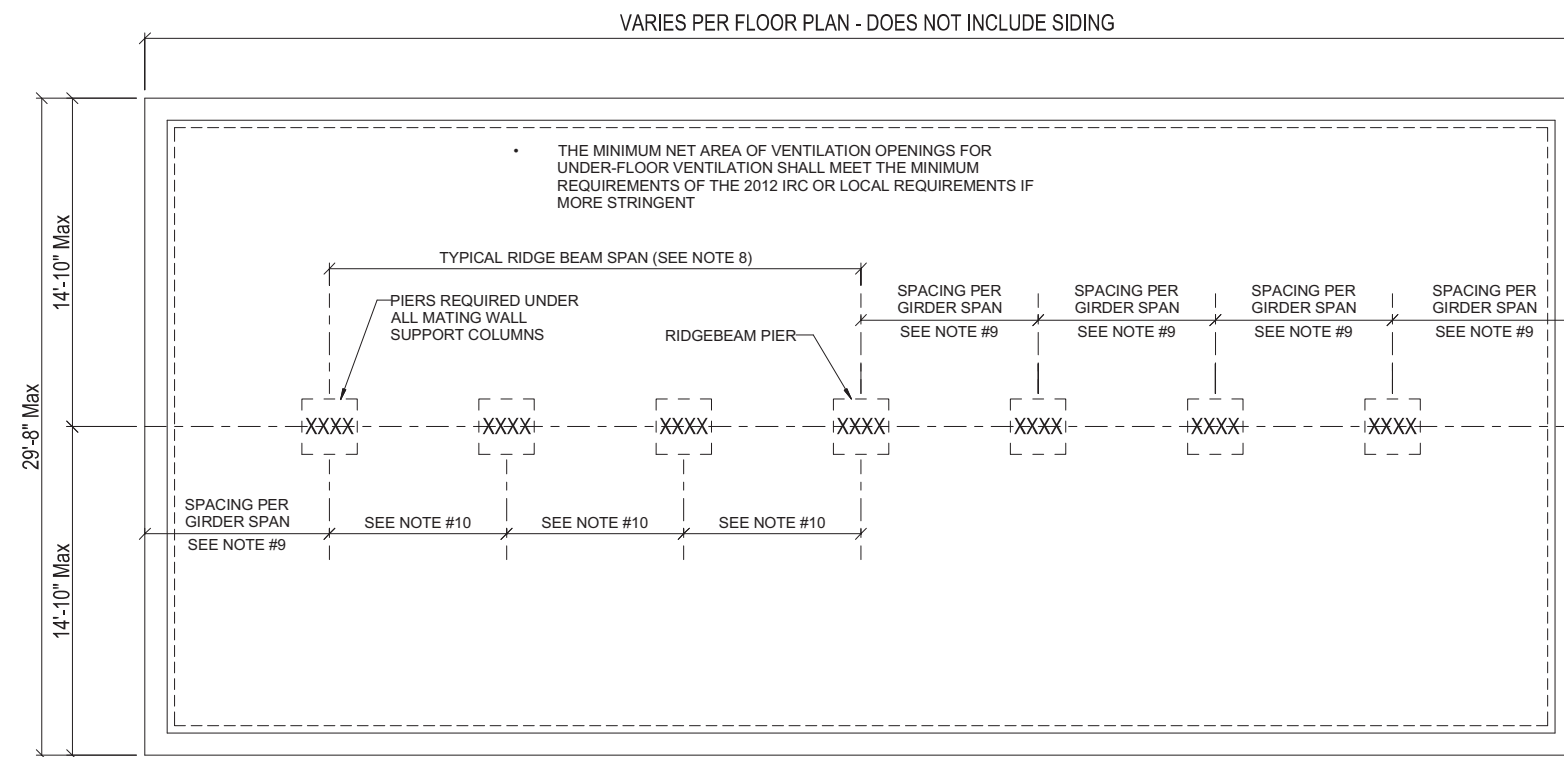 VARIES PER FLOOR PLAN - DOES NOT INCLUDE SIDING
• THE MINIMUM NET AREA OF VENTILATION OPENINGS FOR
UNDER-FLOOR VENTILATION SHALL MEET THE MINIMUM
REQUIREMENTS OF THE 2012 IRC OR LOCAL REQUIREMENTS IF
MORE STRINGENT
14'-10" Max
29'-8" Max
14'-10" Max
TYPICAL RIDGE BEAM SPAN (SEE NOTE 8)
PIERS REQUIRED UNDER
ALL MATING WALL
SUPPORT COLUMNS
RIDGEBEAM PIER
SPACING PER
GIRDER SPAN
SEE NOTE #9
SPACING PER
GIRDER SPAN
SEE NOTE #9
SPACING PER
GIRDER SPAN
SEE NOTE #9
SPACING PER
GIRDER SPAN
SEE NOTE #9
XXXX
XXXX
XXXX
XXXX
XXXX
XXXX
XXXX
SPACING PER
GIRDER SPAN
SEE NOTE #9
SEE NOTE #10
SEE NOTE #10
SEE NOTE #10